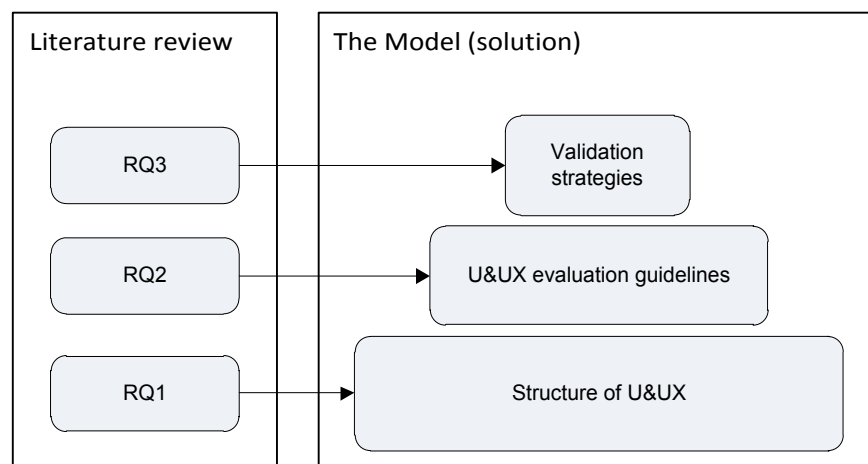 Literature review
The Model (solution)
RQ3
Validation
strategies
RQ2
U&UX evaluation guidelines
RQ1
Structure of U&UX